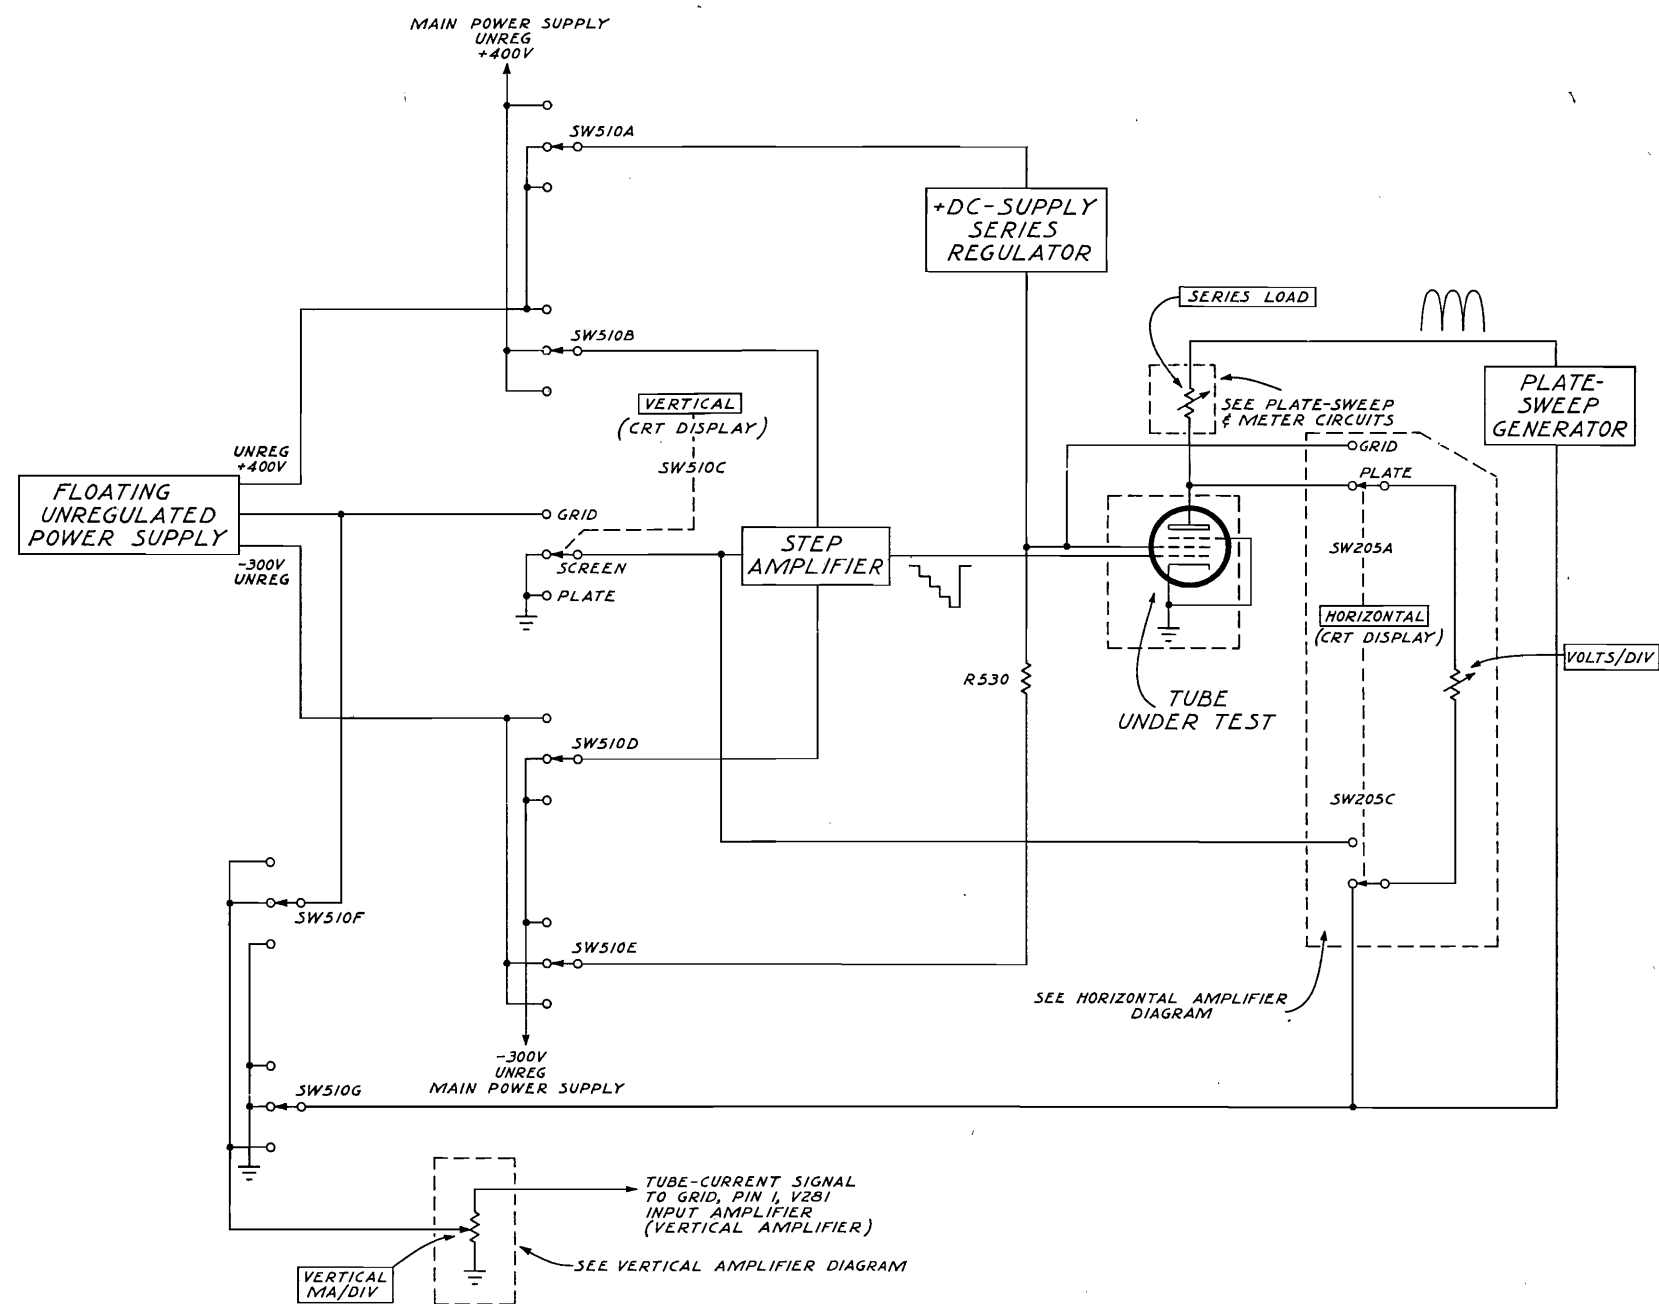 MAIN POWER SUPPLY
UNREG
+400V
SW510A
+DC-SUPPLY
SERIES
REGULATOR
SERIES LOAD
SW510B
PLATE-
SWEEP
GENERATOR
VERTICAL
(CRT DISPLAY)
SW510C
SEE PLATE-SWEEP
& METER CIRCUITS
GRID
PLATE
UNREG
+400V
FLOATING
UNREGULATED
POWER SUPPLY
-300V
UNREG
GRID
SCREEN
PLATE
STEP
AMPLIFIER
SW205A
HORIZONTAL
(CRT DISPLAY)
VOLTS/DIV
R530
TUBE
UNDER TEST
SW510D
SW205C
SW510F
SW510E
SEE HORIZONTAL AMPLIFIER
DIAGRAM
-300V
UNREG
MAIN POWER SUPPLY
SW510G
TUBE-CURRENT SIGNAL
TO GRID, PIN 1, V281
INPUT AMPLIFIER
(VERTICAL AMPLIFIER)
SEE VERTICAL AMPLIFIER DIAGRAM
VERTICAL
MA/DIV